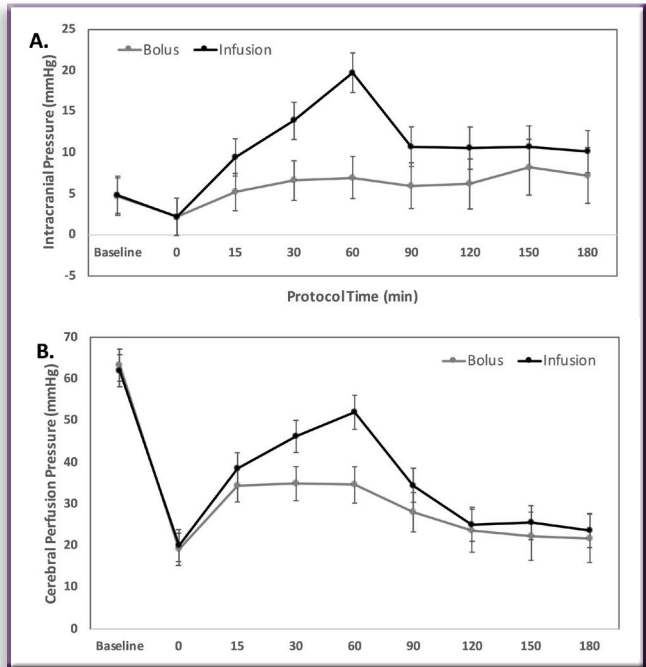 A.
Bolus Infusion
Intracranial Pressure (mmHg)
25
20
15
10
5
0
-5
Baseline 0 15 30 60 90 120 150 180
Protocol Time (min)
B.
Bolus Infusion
Cerebral Perfusion Pressure (mmHg)
70
60
50
40
30
20
10
0
Baseline 0 15 30 60 90 120 150 180